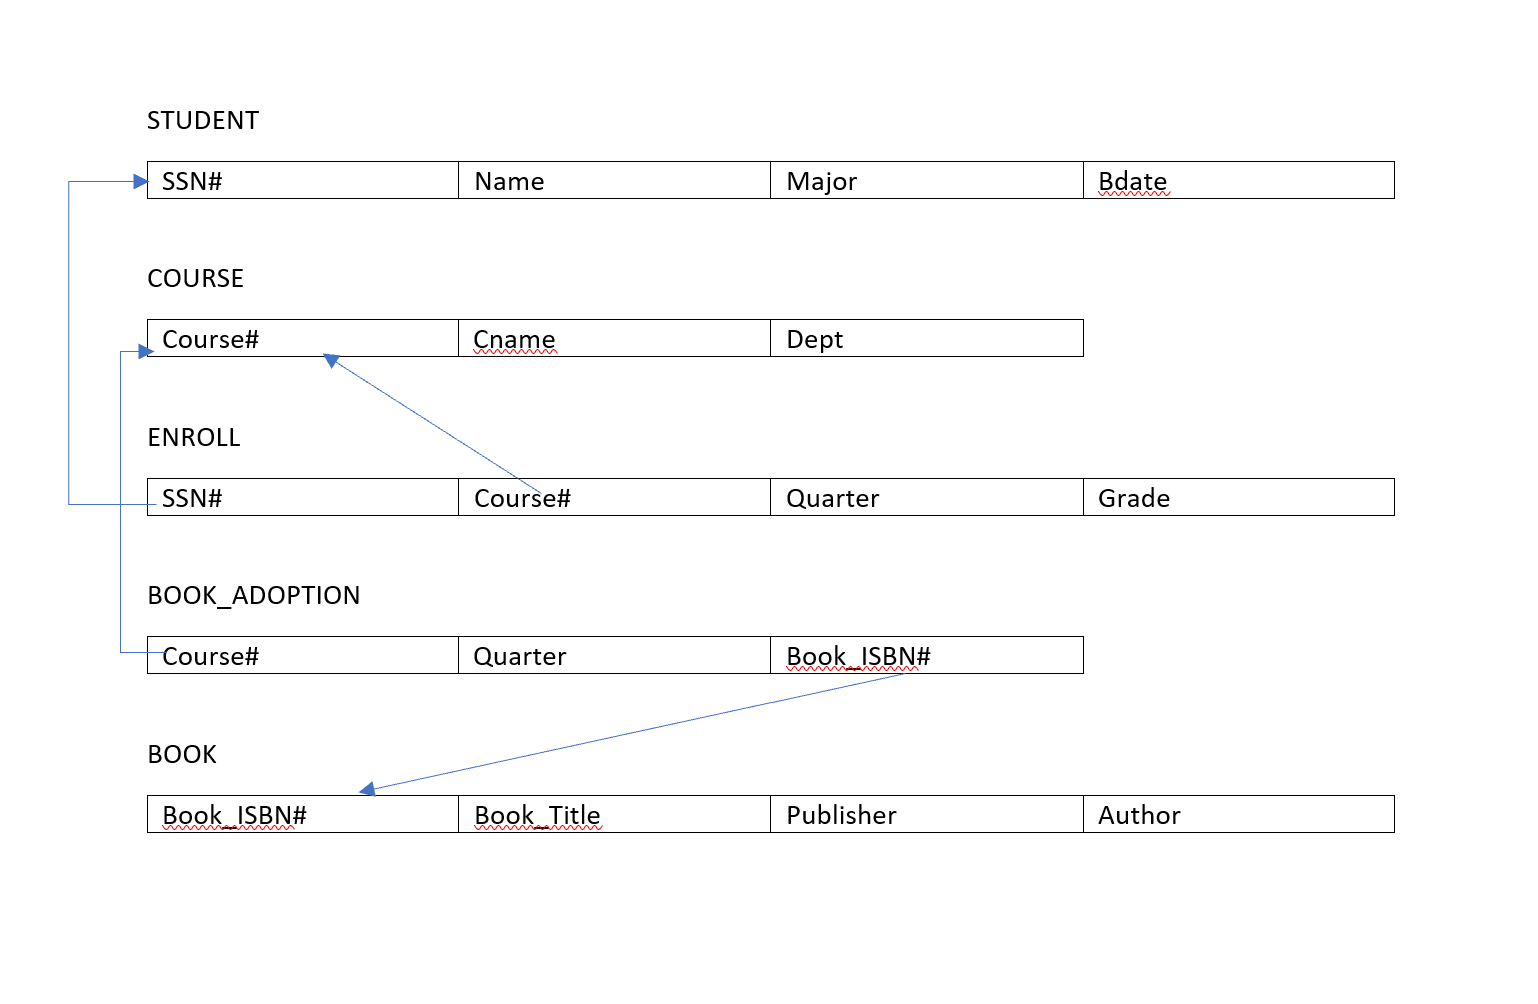 STUDENT
SSN# Name Major Bdate
COURSE
Course# Cname Dept
ENROLL
SSN# Course# Quarter Grade
BOOK_ADOPTION
Course# Quarter Book_ISBN#
BOOK
Book_ISBN# Book_Title Publisher Author